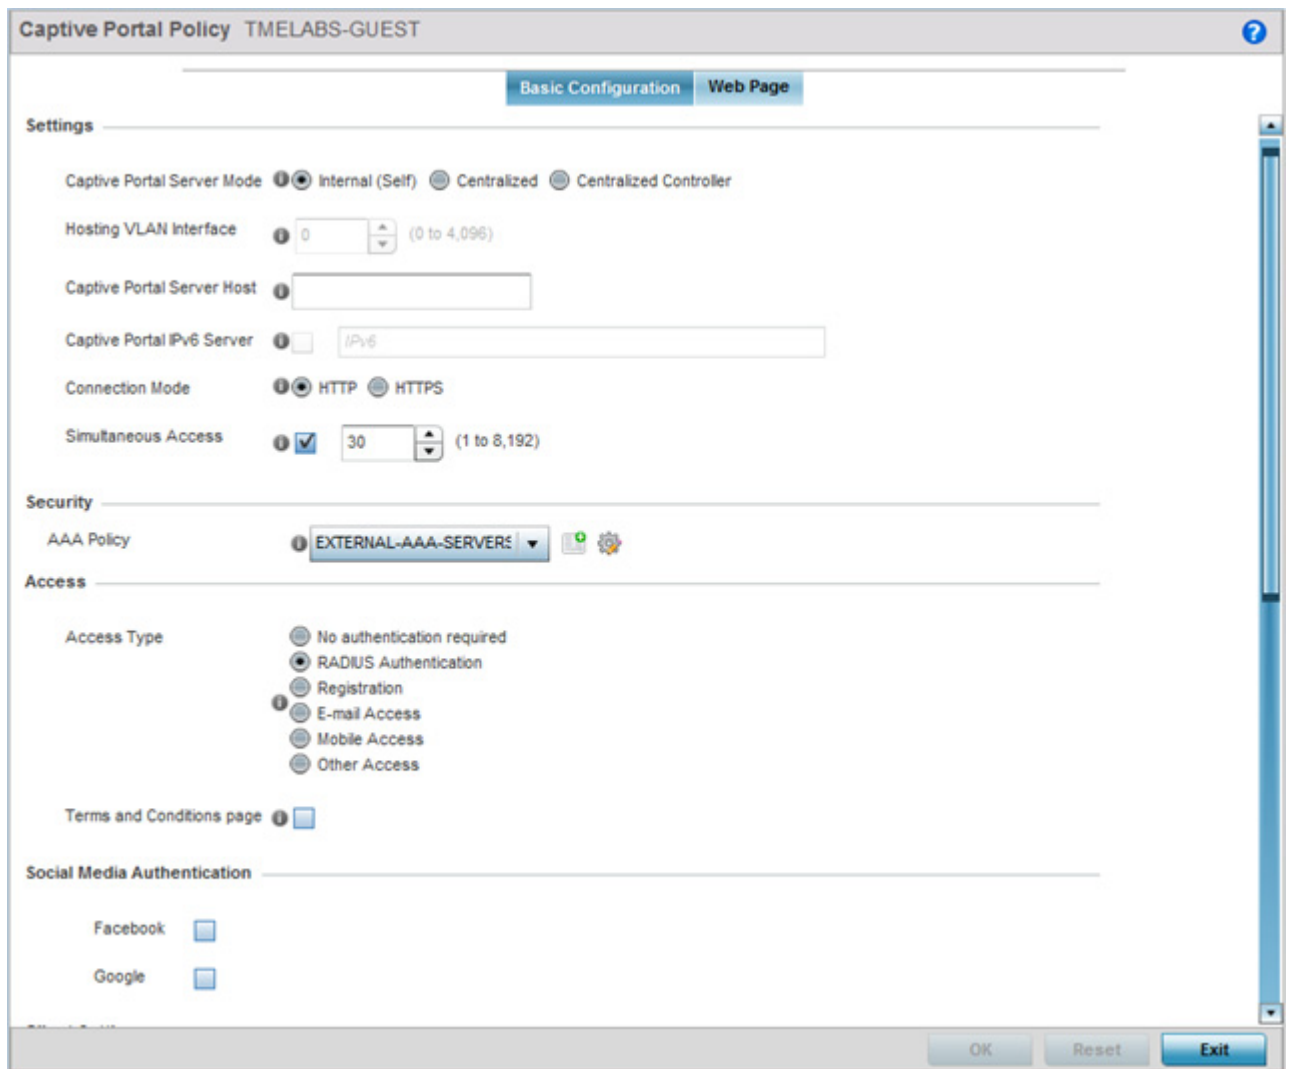 Captive Portal Policy TMELABS-GUEST ?
Basic Configuration Web Page
Settings
Captive Portal Server Mode Internal (Self) Centralized Centralized Controller
Hosting VLAN Interface 0 (0 to 4,096)
Captive Portal Server Host
Captive Portal IPv6 Server IPv6
Connection Mode HTTP HTTPS
Simultaneous Access 30 (1 to 8,192)
Security
AAA Policy EXTERNAL-AAA-SERVERS
Access
Access Type No authentication required
RADIUS Authentication
Registration
E-mail Access
Mobile Access
Other Access
Terms and Conditions page
Social Media Authentication
Facebook
Google
OK Reset Exit